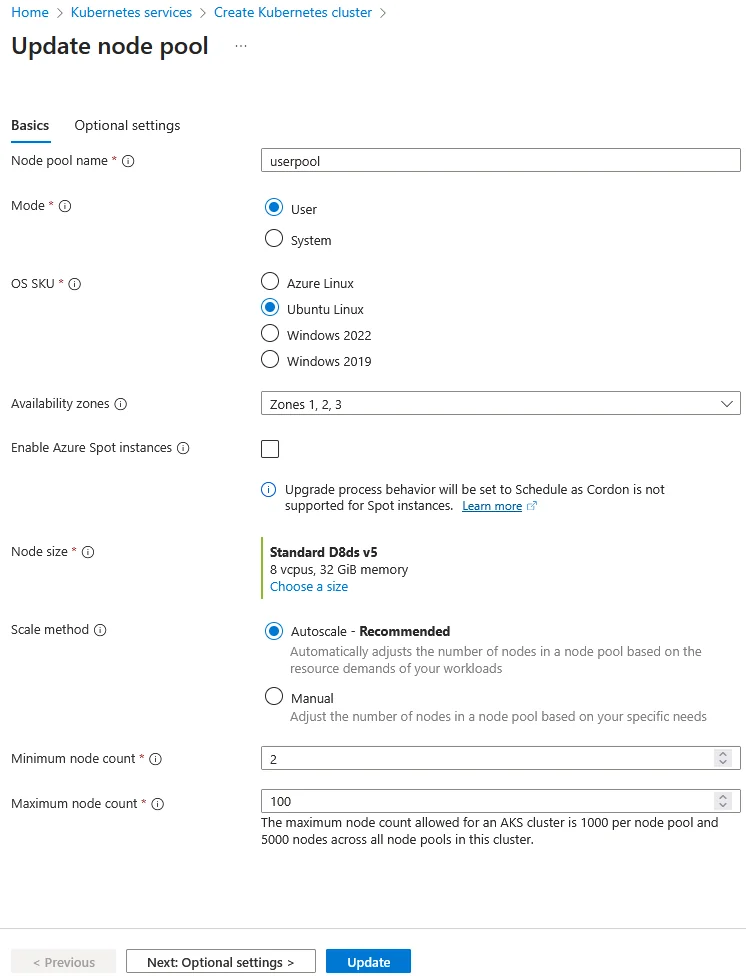 Home > Kubernetes services > Create Kubernetes cluster >
Update node pool ...
Basics Optional settings
Node pool name * userpool
Mode * User
System
OS SKU * Azure Linux
Ubuntu Linux
Windows 2022
Windows 2019
Availability zones Zones 1, 2, 3
Enable Azure Spot instances
Upgrade process behavior will be set to Schedule as Cordon is not
supported for Spot instances. Learn more
Node size * Standard D8ds v5
8 vcpus, 32 GiB memory
Choose a size
Scale method Autoscale - Recommended
Automatically adjusts the number of nodes in a node pool based on the
resource demands of your workloads
Manual
Adjust the number of nodes in a node pool based on your specific needs
Minimum node count * 2
Maximum node count * 100
The maximum node count allowed for an AKS cluster is 1000 per node pool and
5000 nodes across all node pools in this cluster.
< Previous Next: Optional settings > Update